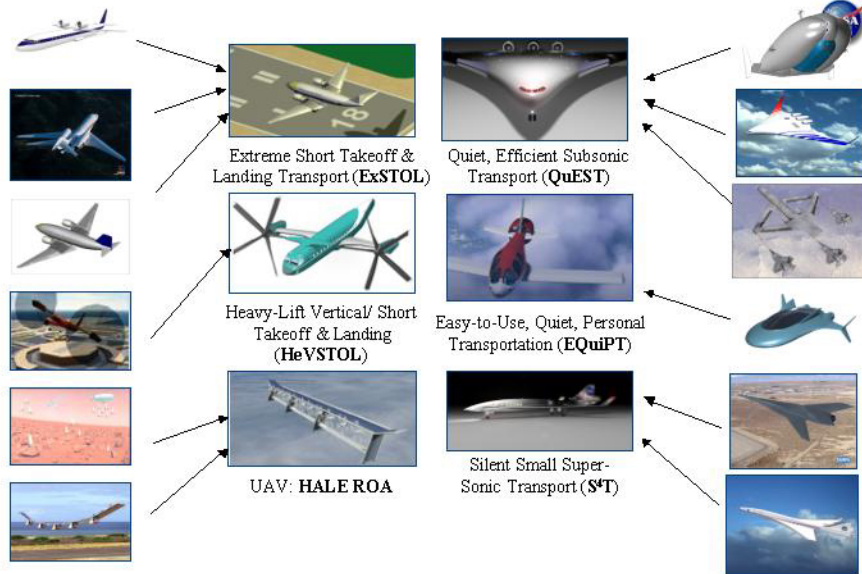 Extreme Short Takeoff &
Landing Transport (ExSTOL)
Quiet, Efficient Subsonic
Transport (QuEST)
Heavy-Lift Vertical/ Short
Takeoff & Landing
(HeVSTOL)
Easy-to-Use, Quiet, Personal
Transportation (EQuiPT)
UAV: HALE ROA
Silent Small Super-
Sonic Transport (S⁴T)
18